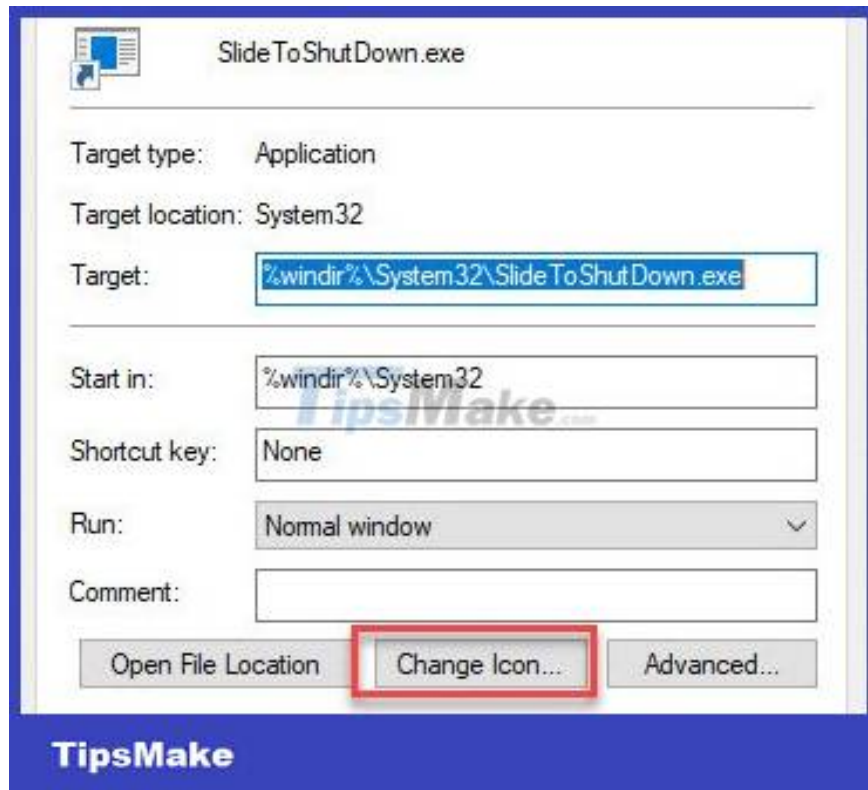 SlideToShutDown.exe
Target type: Application
Target location: System32
Target: %windir%\System32\SlideToShutDown.exe
Start in: %windir%\System32
TipsMake.com
Shortcut key: None
Run: Normal window
Comment:
Open File Location Change Icon... Advanced...
TipsMake